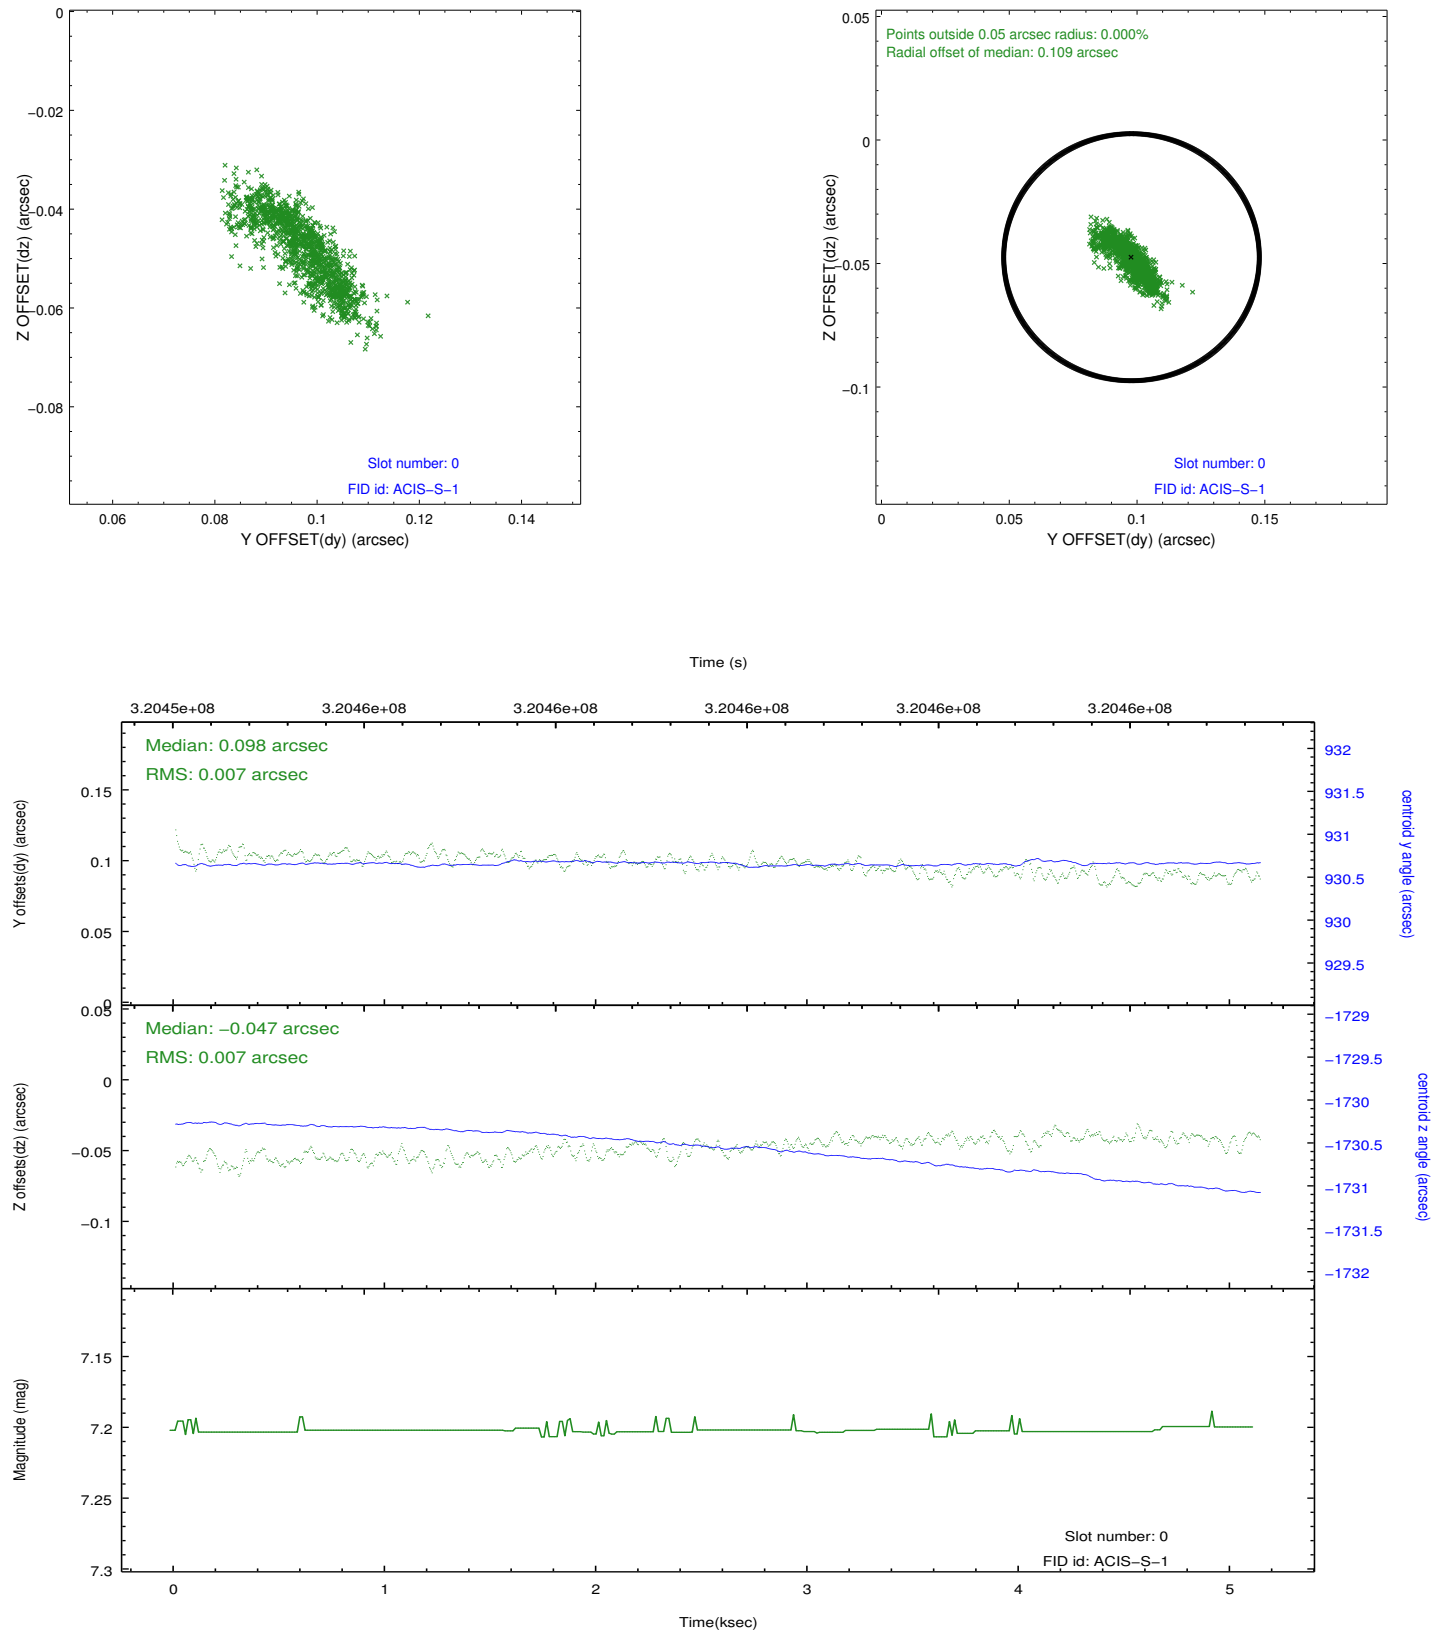 0
−0.02
−0.04
−0.06
−0.08
Z OFFSET(dz) (arcsec)
Slot number: 0
FID id: ACIS−S−1
0.06 0.08 0.1 0.12 0.14
Y OFFSET(dy) (arcsec)
Points outside 0.05 arcsec radius: 0.000%
Radial offset of median: 0.109 arcsec
0.05
0
−0.05
−0.1
Z OFFSET(dz) (arcsec)
Slot number: 0
FID id: ACIS−S−1
0 0.05 0.1 0.15
Y OFFSET(dy) (arcsec)
Time (s)
3.2045e+08 3.2046e+08 3.2046e+08 3.2046e+08 3.2046e+08 3.2046e+08
Median: 0.098 arcsec
RMS: 0.007 arcsec
0.15
0.1
0.05
0
Y offsets(dy) (arcsec)
932
931.5
931
930.5
930
929.5
centroid y angle (arcsec)
Median: −0.047 arcsec
RMS: 0.007 arcsec
0.05
0
−0.05
−0.1
Z offsets(dz) (arcsec)
−1729
−1729.5
−1730
−1730.5
−1731
−1731.5
−1732
centroid z angle (arcsec)
7.15
7.2
7.25
7.3
Magnitude (mag)
Slot number: 0
FID id: ACIS−S−1
0 1 2 3 4 5
Time(ksec)